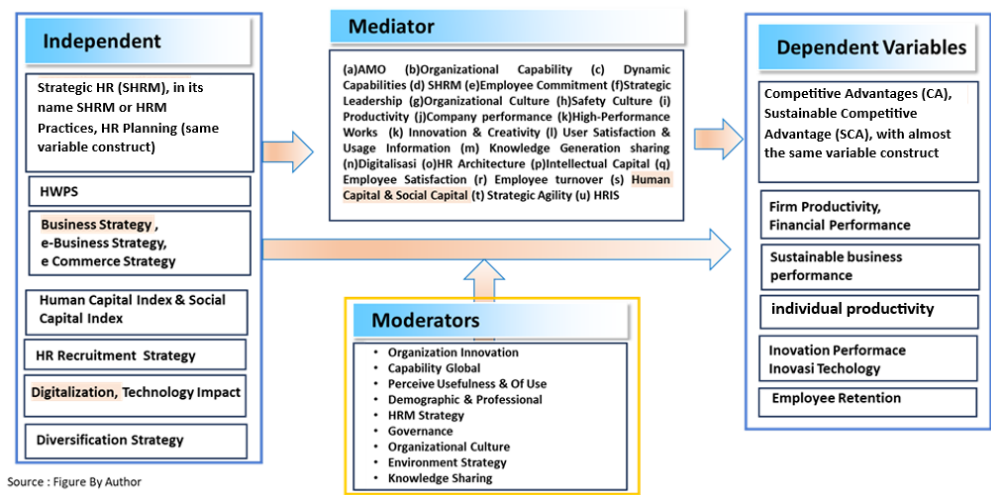 Independent
Strategic HR (SHRM), in its
name SHRM or HRM
Practices, HR Planning (same
variable construct)
HWPS
Business Strategy ,
e-Business Strategy,
e Commerce Strategy
Human Capital Index & Social
Capital Index
HR Recruitment Strategy
Digitalization, Technology Impact
Diversification Strategy
Mediator
(a)AMO (b)Organizational Capability (c) Dynamic
Capabilities (d) SHRM (e)Employee Commitment (f)Strategic
Leadership (g)Organizational Culture (h)Safety Culture (i)
Productivity (j)Company performance (k)High-Performance
Works (k) Innovation & Creativity (l) User Satisfaction &
Usage Information (m) Knowledge Generation sharing
(n)Digitalisasi (o)HR Architecture (p)Intellectual Capital (q)
Employee Satisfaction (r) Employee turnover (s) Human
Capital & Social Capital (t) Strategic Agility (u) HRIS
Moderators
• Organization Innovation
• Capability Global
• Perceive Usefulness & Of Use
• Demographic & Professional
• HRM Strategy
• Governance
• Organizational Culture
• Environment Strategy
• Knowledge Sharing
Dependent Variables
Competitive Advantages (CA),
Sustainable Competitive
Advantage (SCA), with almost
the same variable construct
Firm Productivity,
Financial Performance
Sustainable business
performance
individual productivity
Inovation Performace
Inovasi Techology
Employee Retention
Source : Figure By Author